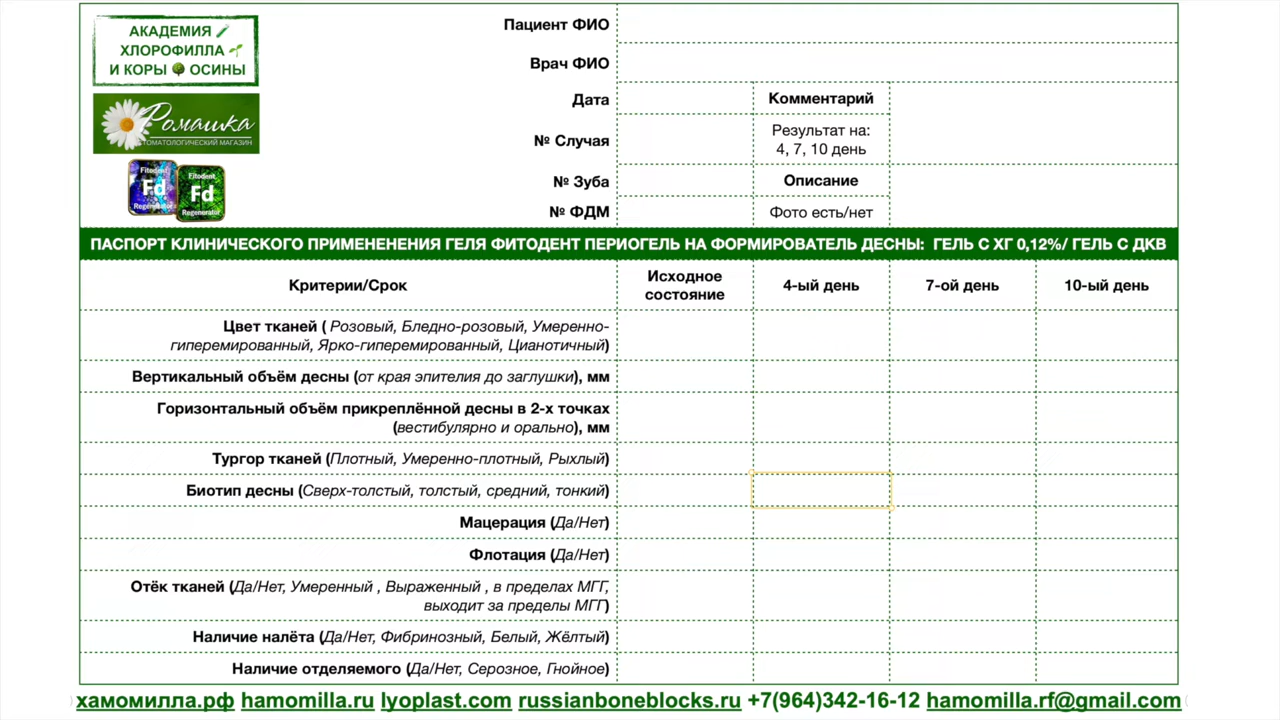 АКАДЕМИЯ
ХЛОРОФИЛЛА
И КОРЫ ОСИНЫ
Ромашка
СТОМАТОЛОГИЧЕСКИЙ МАГАЗИН
Fitodent
Fd
Regenerator
Fitodent
Fd
Regenerator
Пациент ФИО
Врач ФИО
Дата
Комментарий
№ Случая
Результат на:
4, 7, 10 день
№ Зуба
Описание
№ ФДМ
Фото есть/нет
ПАСПОРТ КЛИНИЧЕСКОГО ПРИМЕНЕНЕНИЯ ГЕЛЯ ФИТОДЕНТ ПЕРИОГЕЛЬ НА ФОРМИРОВАТЕЛЬ ДЕСНЫ: ГЕЛЬ С ХГ 0,12%/ ГЕЛЬ С ДКВ
Критерии/Срок
Исходное
состояние
4-ый день
7-ой день
10-ый день
Цвет тканей ( Розовый, Бледно-розовый, Умеренно-
гиперемированный, Ярко-гиперемированный, Цианотичный)
Вертикальный объём десны (от края эпителия до заглушки), мм
Горизонтальный объём прикреплённой десны в 2-х точках
(вестибулярно и орально), мм
Тургор тканей (Плотный, Умеренно-плотный, Рыхлый)
Биотип десны (Сверх-толстый, толстый, средний, тонкий)
Мацерация (Да/Нет)
Флотация (Да/Нет)
Отёк тканей (Да/Нет, Умеренный , Выраженный , в пределах МГГ,
выходит за пределы МГГ)
Наличие налёта (Да/Нет, Фибринозный, Белый, Жёлтый)
Наличие отделяемого (Да/Нет, Серозное, Гнойное)
хамомилла.рф hamomilla.ru lyoplast.com russianboneblocks.ru +7(964)342-16-12 hamomilla.rf@gmail.com